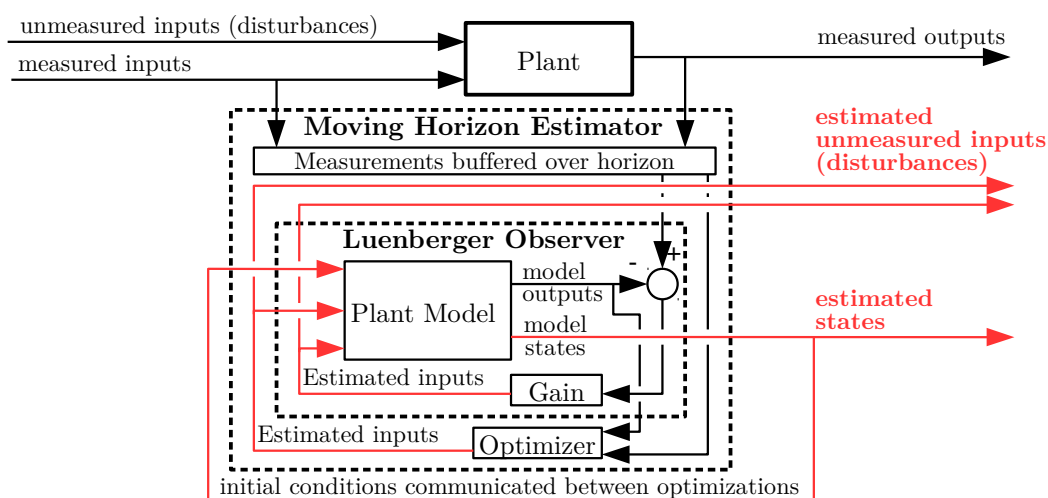 unmeasured inputs (disturbances)
measured inputs
Plant
measured outputs
Moving Horizon Estimator
Measurements buffered over horizon
estimated
unmeasured inputs
(disturbances)
Luenberger Observer
- +
Plant Model
model
outputs
model
states
estimated
states
Estimated inputs
Gain
Estimated inputs
Optimizer
initial conditions communicated between optimizations